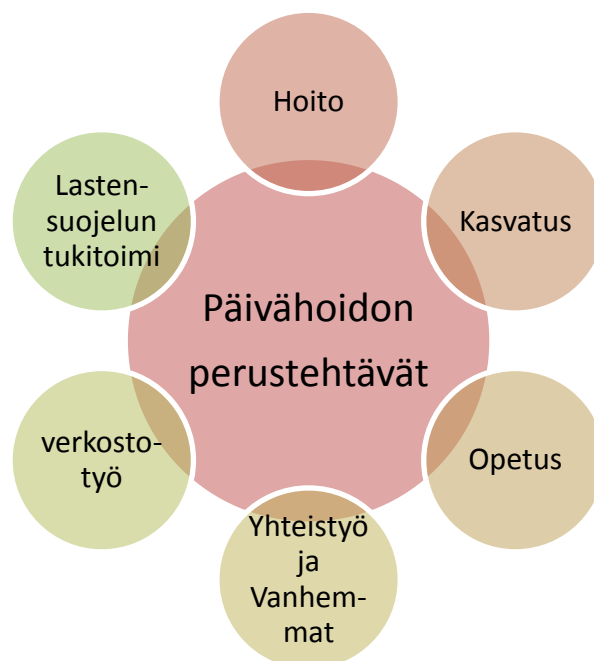 Hoito
Lasten-
suojelun
tukitoimi
Kasvatus
Päivähoidon
perustehtävät
verkosto-
työ
Opetus
Yhteistyö
ja
Vanhem-
mat